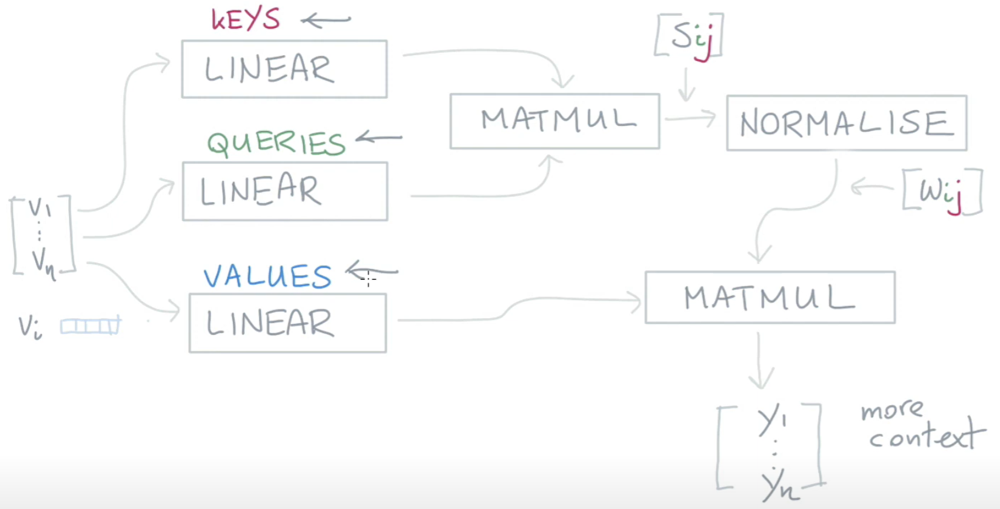 kEYS
LINEAR
[Sij]
MATMUL
NORMALISE
QUERIES
LINEAR
[Wij]
V1
⋮
Vn
VALUES
LINEAR
MATMUL
Vi
y1
⋮
yn
more
context